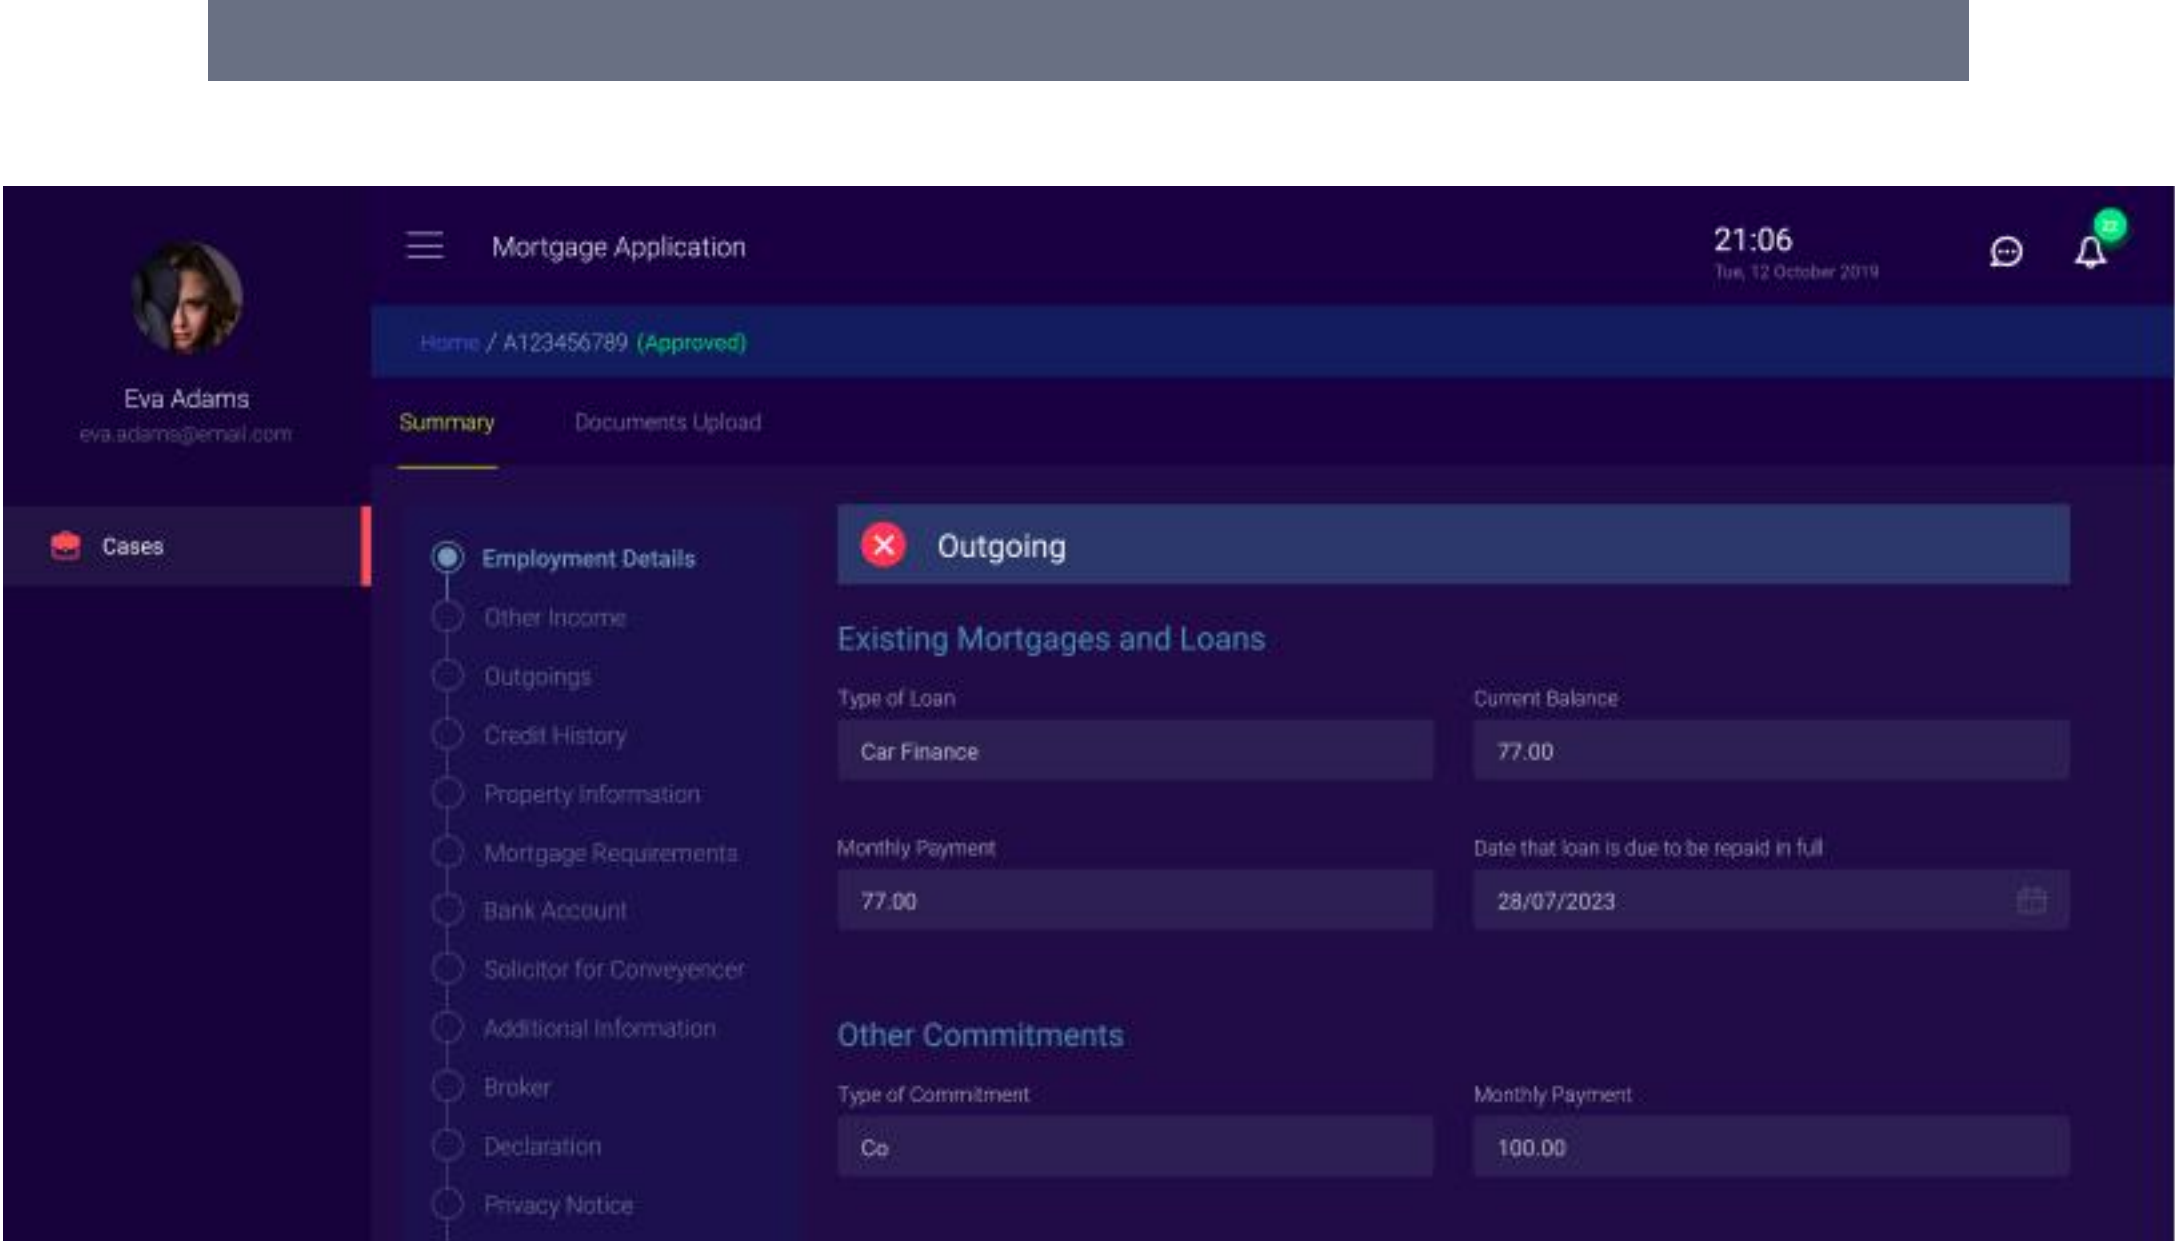 Mortgage Application
21:06
Tue, 12 October 2019
22
Home / A123456789 (Approved)
Eva Adams
eva.adams@email.com
Summary
Documents Upload
Cases
Employment Details
Other Income
Outgoings
Credit History
Property Information
Mortgage Requirements
Bank Account
Solicitor for Conveyencer
Additional Information
Broker
Declaration
Privacy Notice
Outgoing
Existing Mortgages and Loans
Type of Loan
Car Finance
Current Balance
77.00
Monthly Payment
77.00
Date that loan is due to be repaid in full
28/07/2023
Other Commitments
Type of Commitment
Co
Monthly Payment
100.00